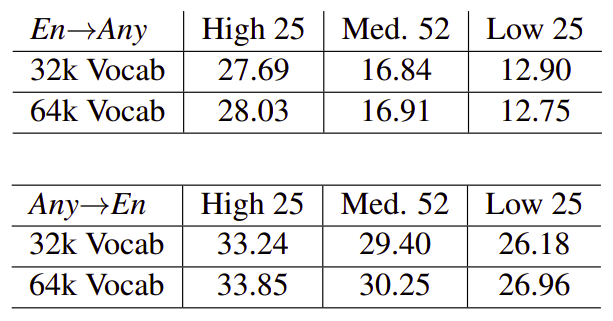 En→Any High 25 Med. 52 Low 25
32k Vocab 27.69 16.84 12.90
64k Vocab 28.03 16.91 12.75
Any→En High 25 Med. 52 Low 25
32k Vocab 33.24 29.40 26.18
64k Vocab 33.85 30.25 26.96